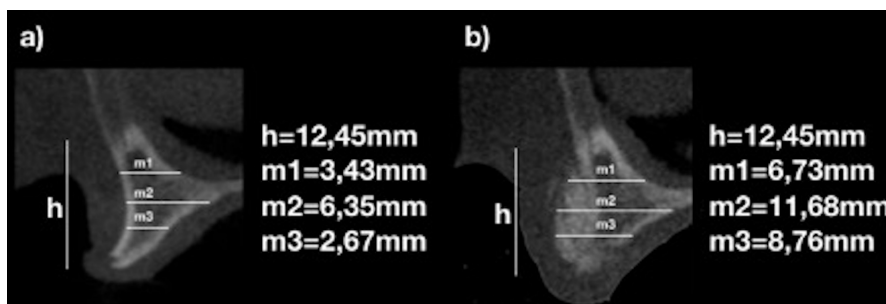 a)
m1
m2
m3
h
h=12,45mm
m1=3,43mm
m2=6,35mm
m3=2,67mm
b)
m1
m2
m3
h
h=12,45mm
m1=6,73mm
m2=11,68mm
m3=8,76mm